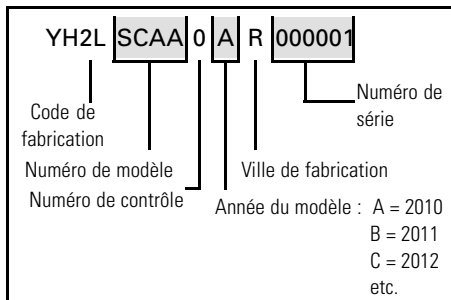 YH2L SCAA 0 A R 000001
Code de
fabrication
Numéro de
série
Numéro de modèle
Ville de fabrication
Numéro de contrôle
Année du modèle : A = 2010
B = 2011
C = 2012
etc.